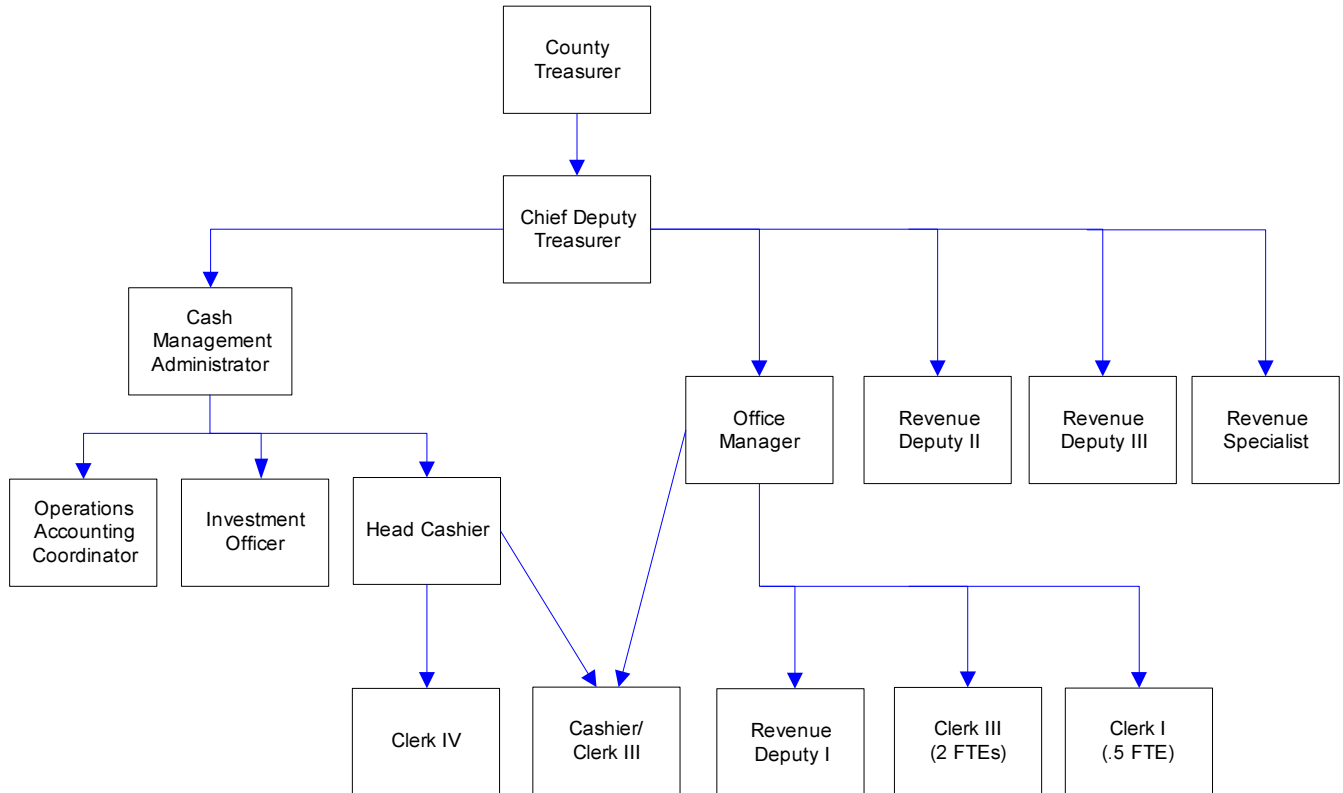 County
Treasurer
Chief Deputy
Treasurer
Cash
Management
Administrator
Office
Manager
Revenue
Deputy II
Revenue
Deputy III
Revenue
Specialist
Operations
Accounting
Coordinator
Investment
Officer
Head Cashier
Clerk IV
Cashier/
Clerk III
Revenue
Deputy I
Clerk III
(2 FTEs)
Clerk I
(.5 FTE)